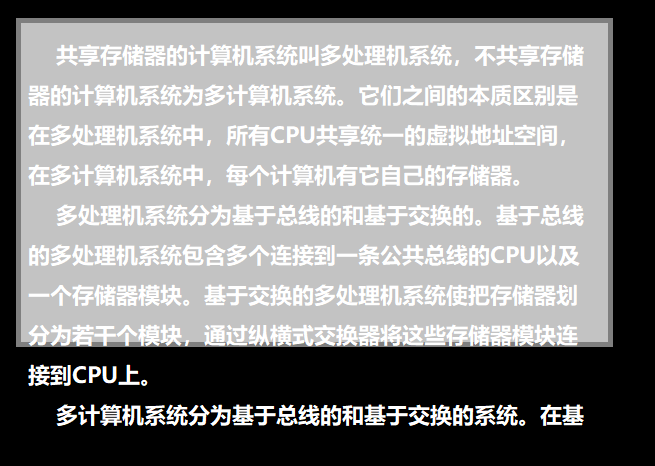 共享存储器的计算机系统叫多处理机系统，不共享存储
器的计算机系统为多计算机系统。它们之间的本质区别是
在多处理机系统中，所有CPU共享统一的虚拟地址空间，
在多计算机系统中，每个计算机有它自己的存储器。
多处理机系统分为基于总线的和基于交换的。基于总线
的多处理机系统包含多个连接到一条公共总线的CPU以及
一个存储器模块。基于交换的多处理机系统使把存储器划
分为若干个模块，通过纵横式交换器将这些存储器模块连
接到CPU上。
多计算机系统分为基于总线的和基于交换的系统。在基